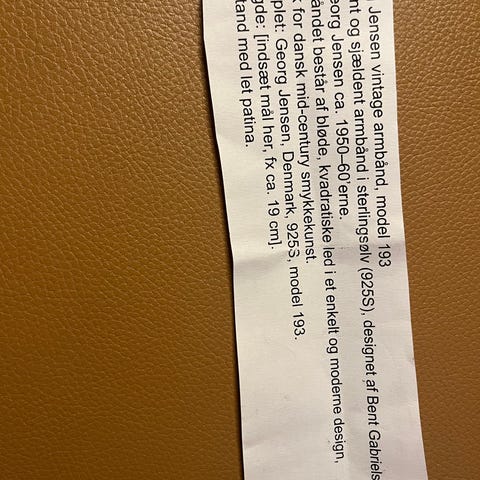 Jensen vintage armbånd, model 193
nt og sjældent armbånd i sterlingsølv (925S), designet af Bent Gabriels
eorg Jensen ca. 1950–60'erne.
båndet består af bløde, kvadratiske led i et enkelt og moderne design,
k for dansk mid-century smykkekunst.
plet: Georg Jensen, Denmark, 925S, model 193.
gde: [indsæt mål her, fx ca. 19 cm].
tand med let patina.